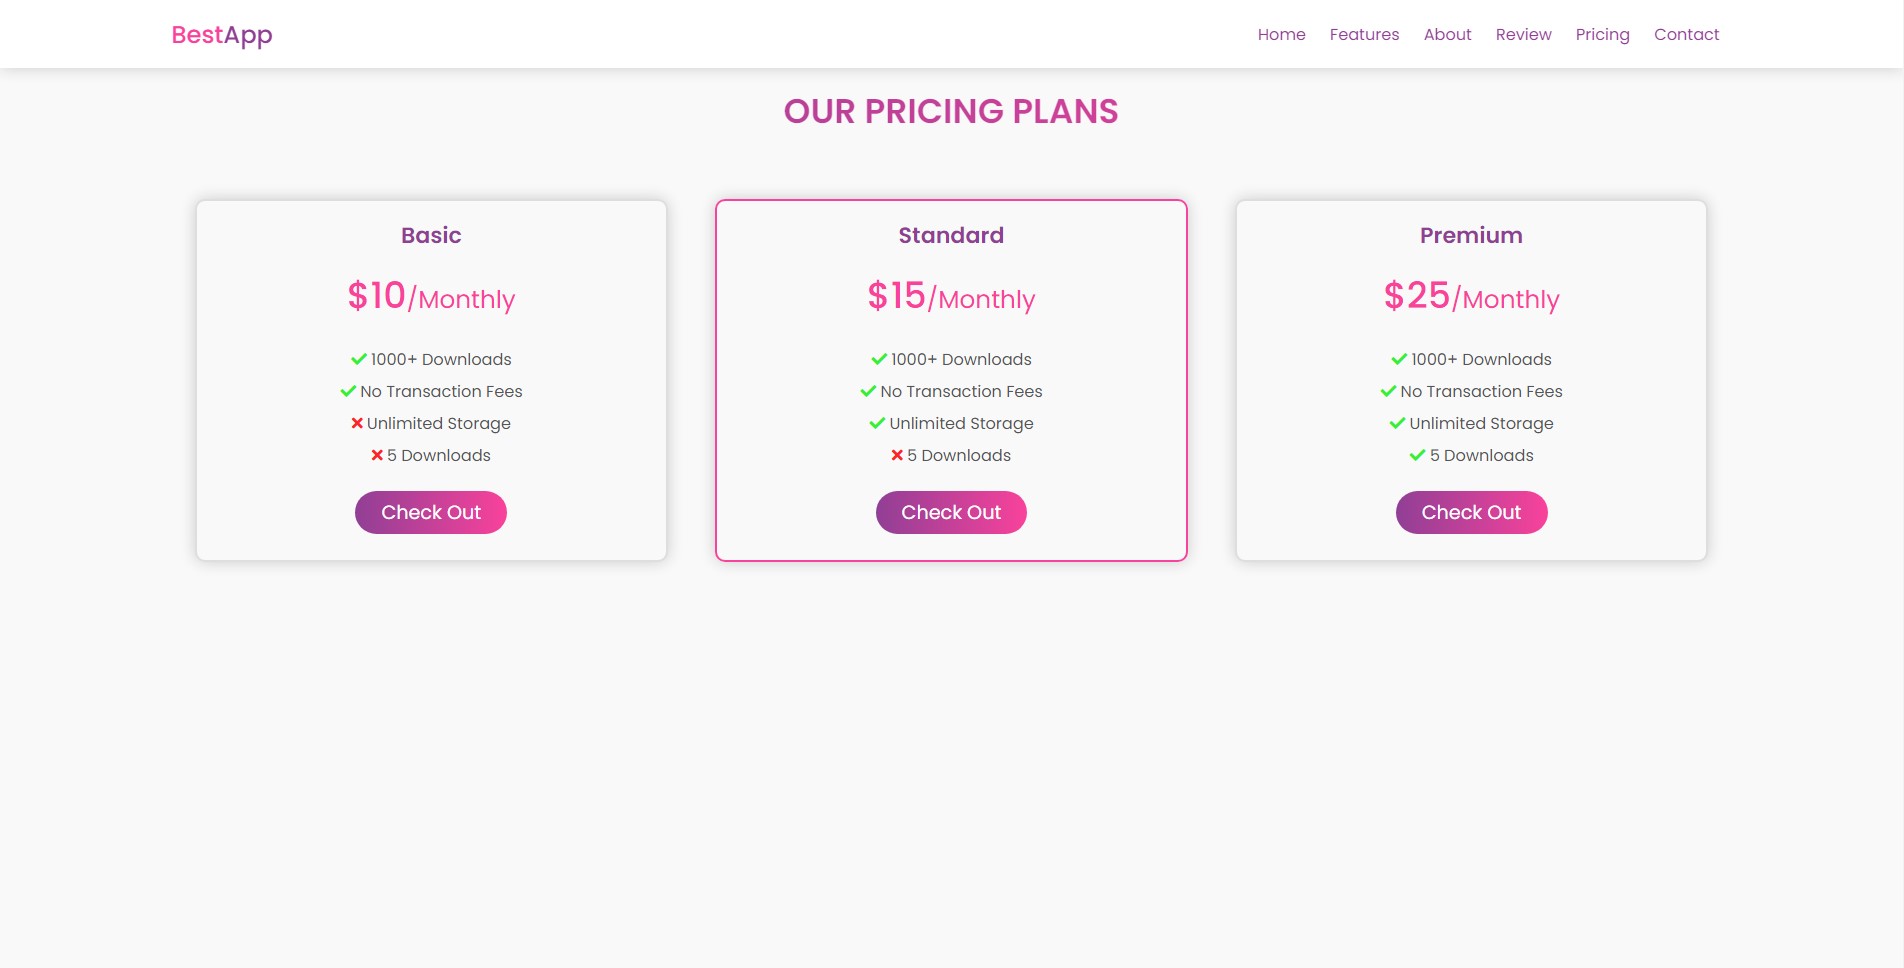 BestApp
Home Features About Review Pricing Contact
OUR PRICING PLANS
Basic
$10/Monthly
1000+ Downloads
No Transaction Fees
Unlimited Storage
5 Downloads
Check Out
Standard
$15/Monthly
1000+ Downloads
No Transaction Fees
Unlimited Storage
5 Downloads
Check Out
Premium
$25/Monthly
1000+ Downloads
No Transaction Fees
Unlimited Storage
5 Downloads
Check Out